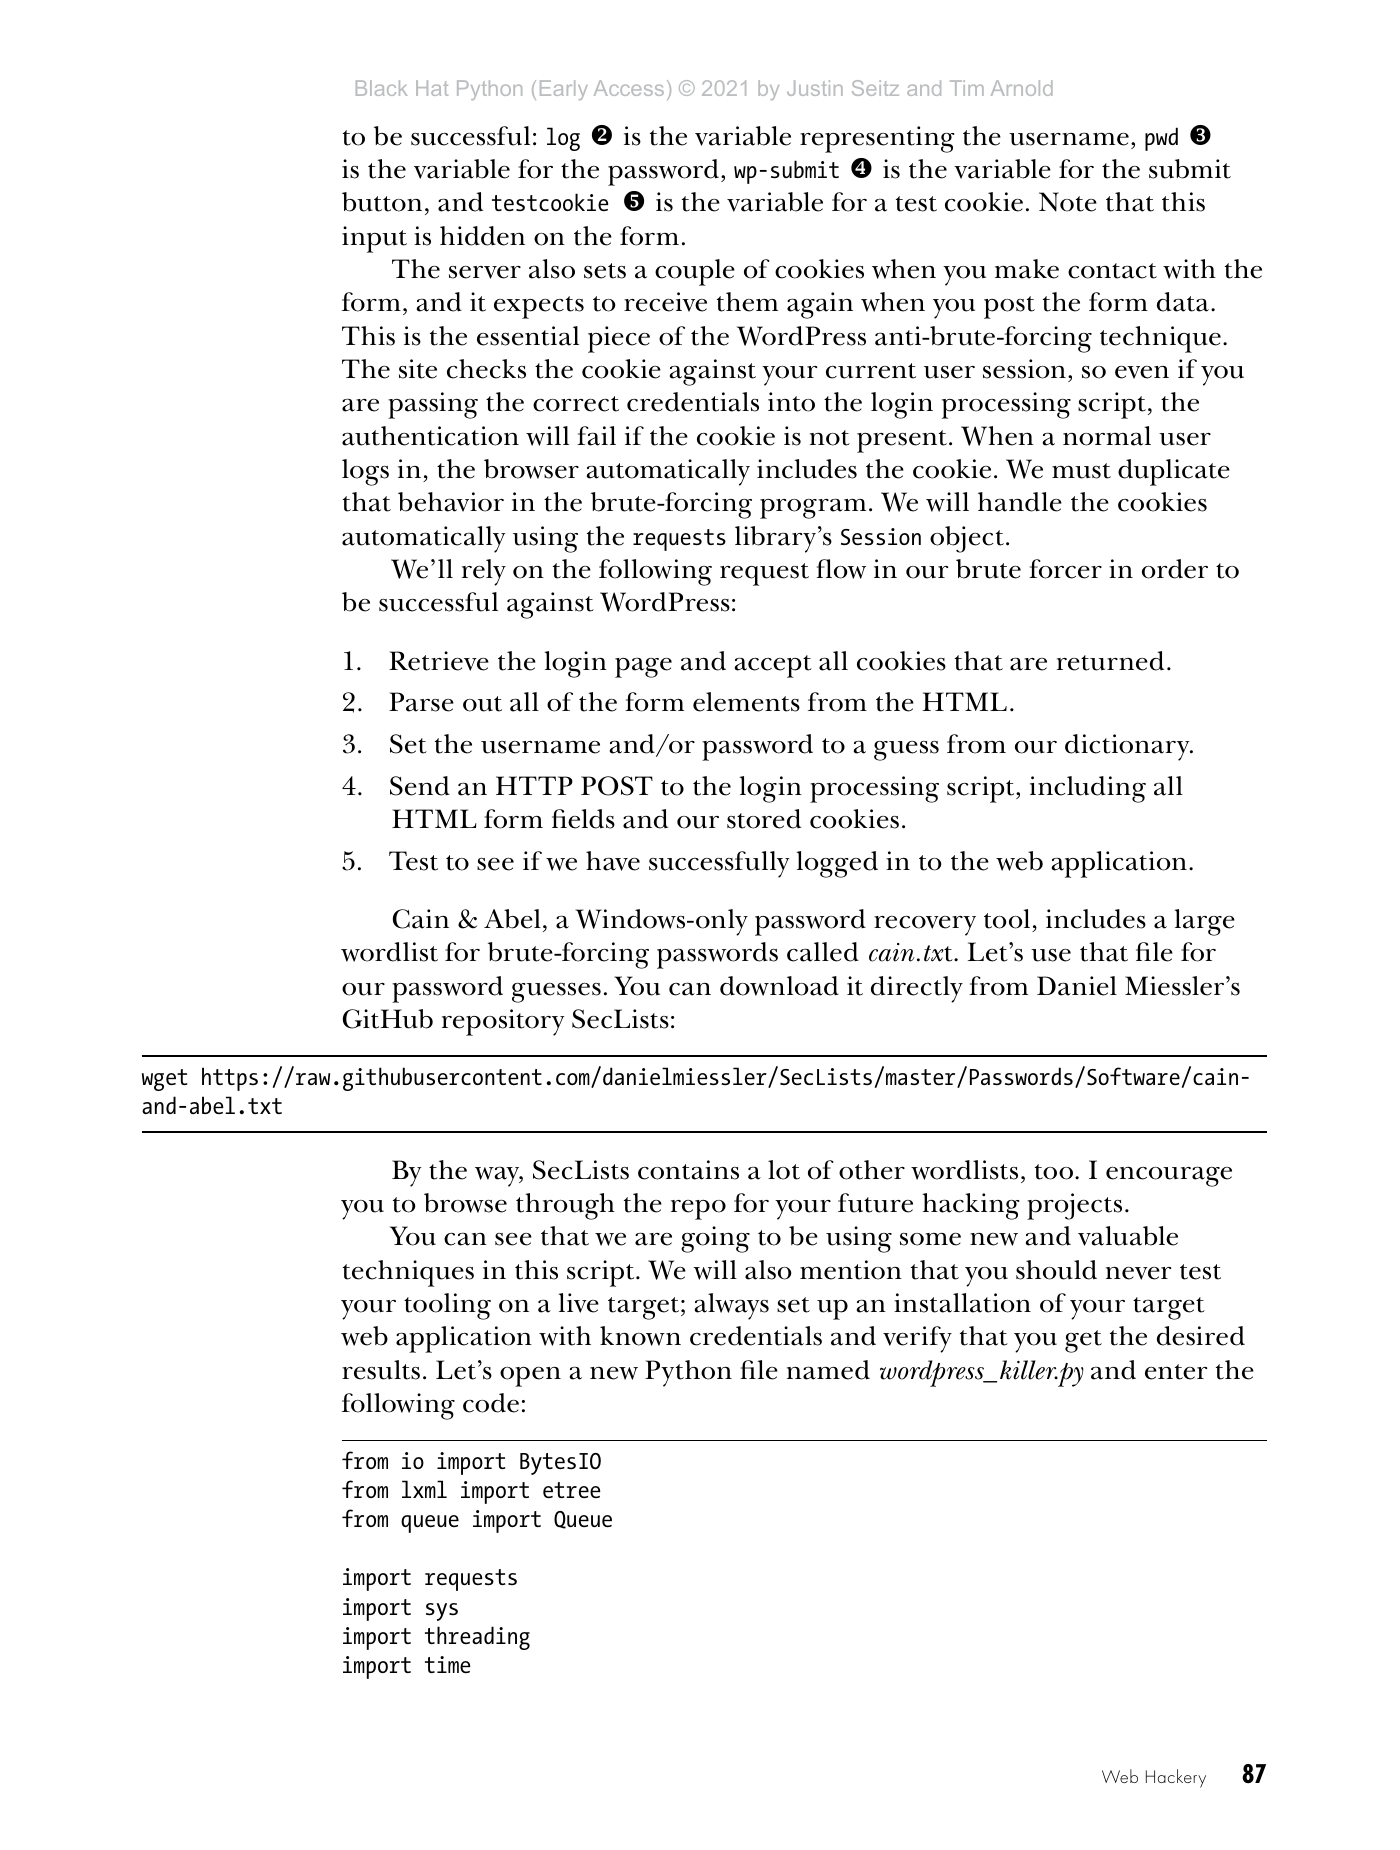 Black Hat Python (Early Access) © 2021 by Justin Seitz and Tim Arnold
to be successful: log ❷ is the variable representing the username, pwd ❸
is the variable for the password, wp-submit ❹ is the variable for the submit
button, and testcookie ❺ is the variable for a test cookie. Note that this
input is hidden on the form.
The server also sets a couple of cookies when you make contact with the
form, and it expects to receive them again when you post the form data.
This is the essential piece of the WordPress anti-brute-forcing technique.
The site checks the cookie against your current user session, so even if you
are passing the correct credentials into the login processing script, the
authentication will fail if the cookie is not present. When a normal user
logs in, the browser automatically includes the cookie. We must duplicate
that behavior in the brute-forcing program. We will handle the cookies
automatically using the requests library’s Session object.
We’ll rely on the following request flow in our brute forcer in order to
be successful against WordPress:
1. Retrieve the login page and accept all cookies that are returned.
2. Parse out all of the form elements from the HTML.
3. Set the username and/or password to a guess from our dictionary.
4. Send an HTTP POST to the login processing script, including all
HTML form fields and our stored cookies.
5. Test to see if we have successfully logged in to the web application.
Cain & Abel, a Windows-only password recovery tool, includes a large
wordlist for brute-forcing passwords called cain.txt. Let’s use that file for
our password guesses. You can download it directly from Daniel Miessler’s
GitHub repository SecLists:
wget https://raw.githubusercontent.com/danielmiessler/SecLists/master/Passwords/Software/cain-
and-abel.txt
By the way, SecLists contains a lot of other wordlists, too. I encourage
you to browse through the repo for your future hacking projects.
You can see that we are going to be using some new and valuable
techniques in this script. We will also mention that you should never test
your tooling on a live target; always set up an installation of your target
web application with known credentials and verify that you get the desired
results. Let’s open a new Python file named wordpress_killer.py and enter the
following code:
from io import BytesIO
from lxml import etree
from queue import Queue
import requests
import sys
import threading
import time
Web Hackery 87